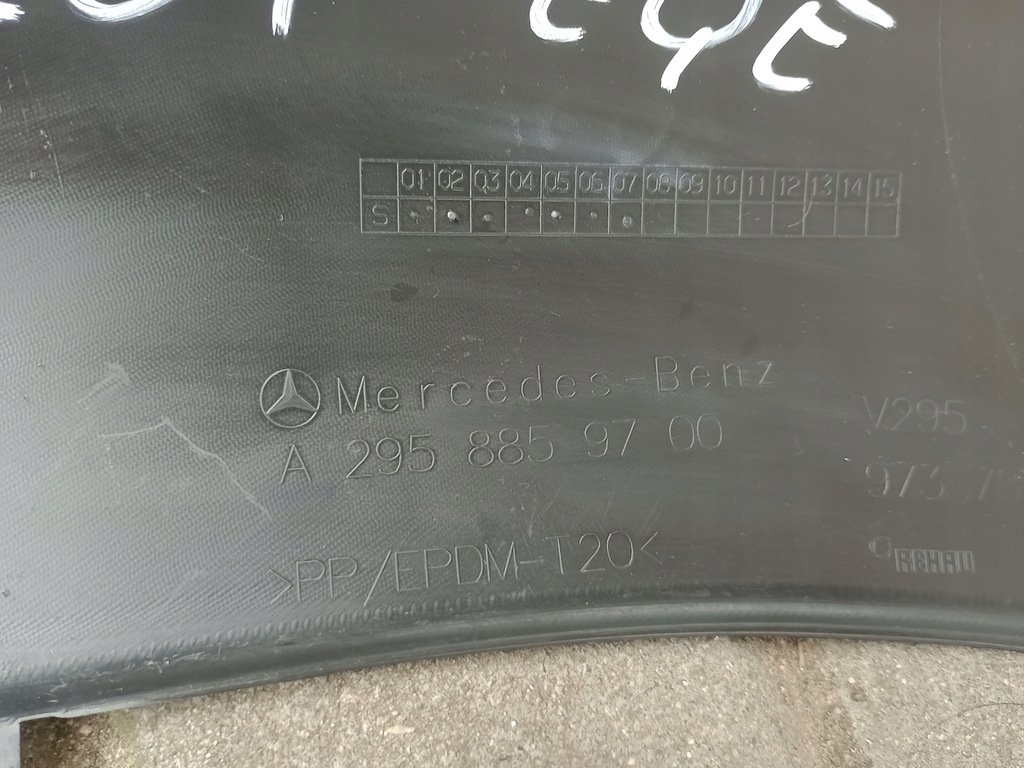 EQE
01 02 03 04 05 06 07 08 09 10 11 12 13 14 15
S
Mercedes-Benz
A 295 885 97 00
V295
>PP/EPDM-T20<
REHAU